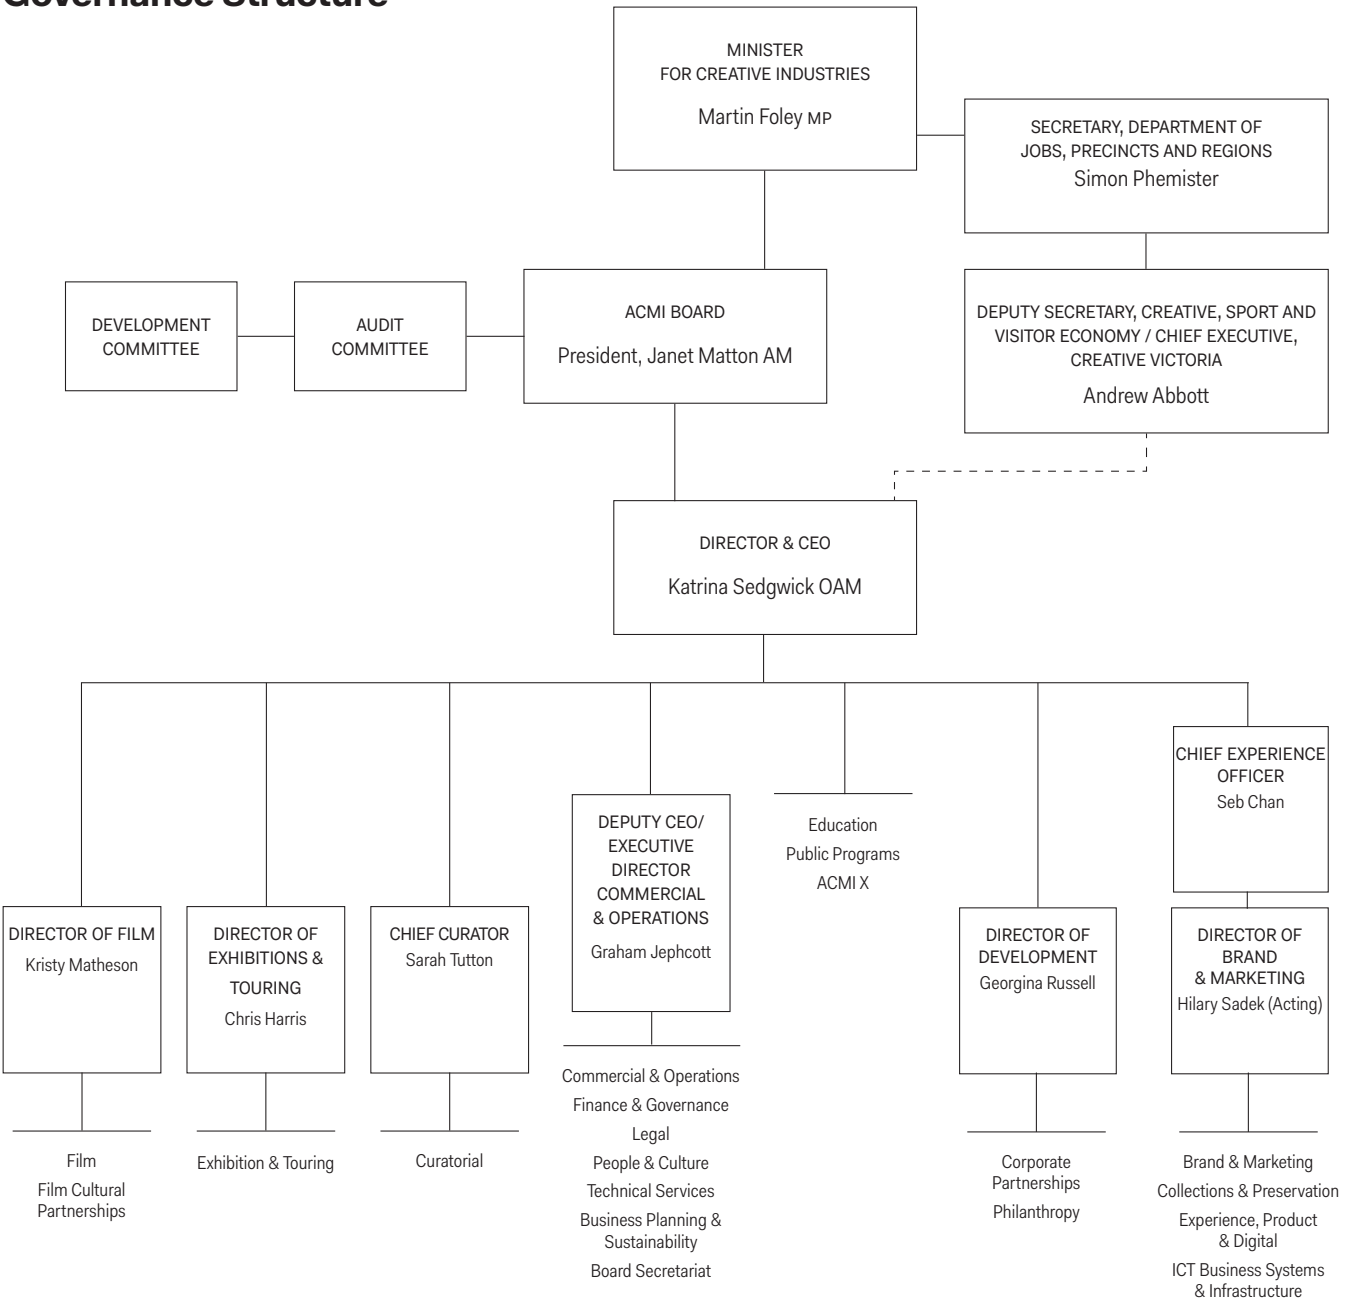 Governance Structure
MINISTER
FOR CREATIVE INDUSTRIES
Martin Foley MP
SECRETARY, DEPARTMENT OF
JOBS, PRECINCTS AND REGIONS
Simon Phemister
DEVELOPMENT
COMMITTEE
AUDIT
COMMITTEE
ACMI BOARD
President, Janet Matton AM
DEPUTY SECRETARY, CREATIVE, SPORT AND
VISITOR ECONOMY / CHIEF EXECUTIVE,
CREATIVE VICTORIA
Andrew Abbott
DIRECTOR & CEO
Katrina Sedgwick OAM
DIRECTOR OF FILM
Kristy Matheson
Film
Film Cultural
Partnerships
DIRECTOR OF
EXHIBITIONS &
TOURING
Chris Harris
Exhibition & Touring
CHIEF CURATOR
Sarah Tutton
Curatorial
DEPUTY CEO/
EXECUTIVE
DIRECTOR
COMMERCIAL
& OPERATIONS
Graham Jephcott
Commercial & Operations
Finance & Governance
Legal
People & Culture
Technical Services
Business Planning &
Sustainability
Board Secretariat
Education
Public Programs
ACMI X
DIRECTOR OF
DEVELOPMENT
Georgina Russell
Corporate
Partnerships
Philanthropy
CHIEF EXPERIENCE
OFFICER
Seb Chan
DIRECTOR OF
BRAND
& MARKETING
Hilary Sadek (Acting)
Brand & Marketing
Collections & Preservation
Experience, Product
& Digital
ICT Business Systems
& Infrastructure